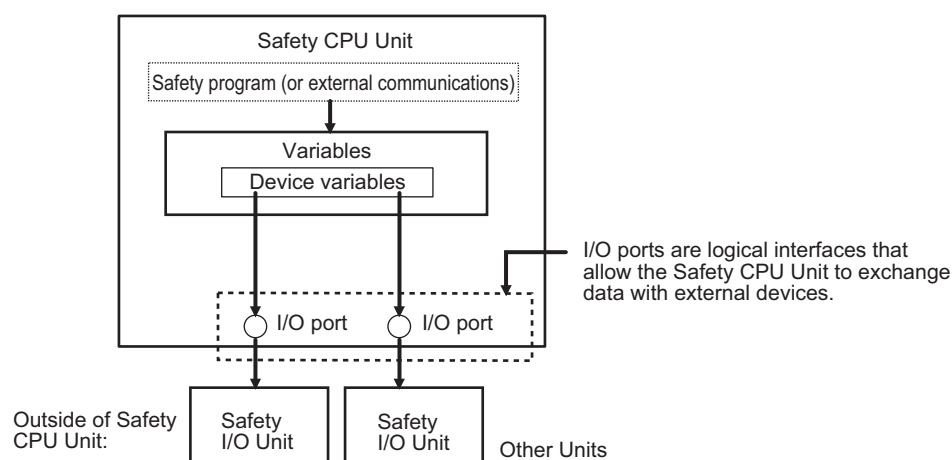 Safety CPU Unit
Safety program (or external communications)
Variables
Device variables
I/O ports are logical interfaces that
allow the Safety CPU Unit to exchange
data with external devices.
I/O port
I/O port
Outside of Safety
CPU Unit:
Safety
I/O Unit
Safety
I/O Unit
Other Units